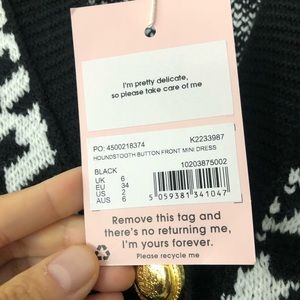 I'm pretty delicate,
so please take care of me
PO: 4500218374 K2233987
HOUNDSTOOTH BUTTON FRONT MINI DRESS
BLACK 10203875002
UK 6
EU 34
US 2
AUS 6
5 059381 341047
Remove this tag and
there's no returning me,
I'm yours forever.
Please recycle me